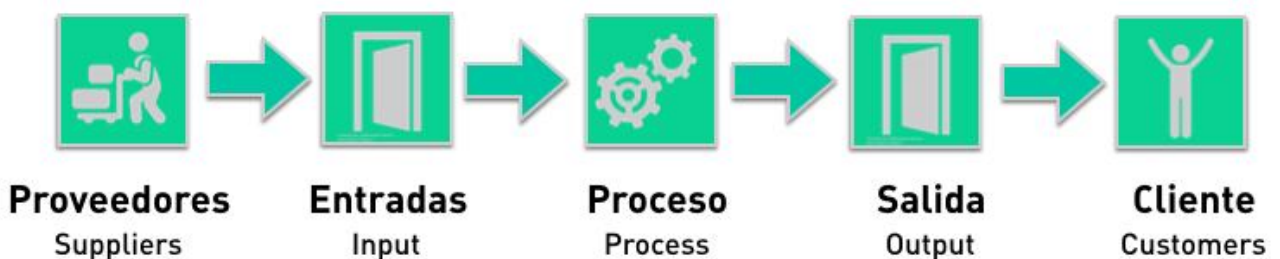 Proveedores
Suppliers
Entradas
Input
Proceso
Process
Salida
Output
Cliente
Customers